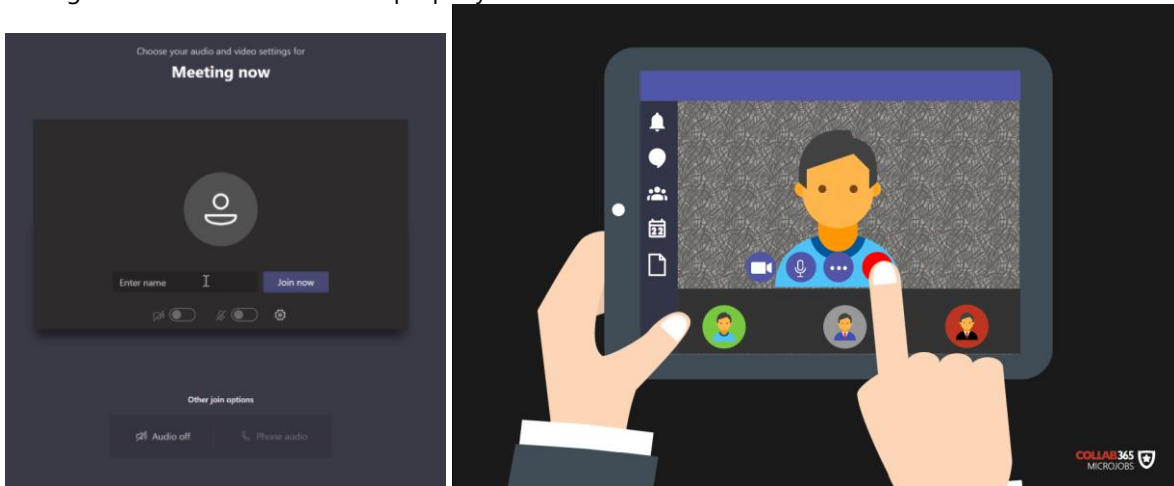 Choose your audio and video settings for
Meeting now
Enter name
Join now
Other join options
Audio off
Phone audio
22
COLLAB365
MICROJOBS